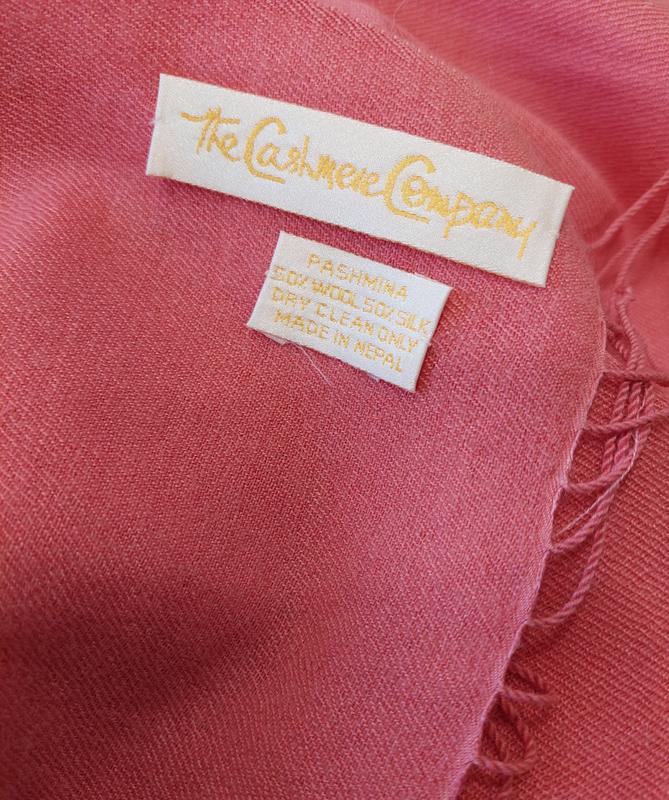 The Cashmere Company
PASHMINA
50% WOOL 50% SILK
DRY CLEAN ONLY
MADE IN NEPAL